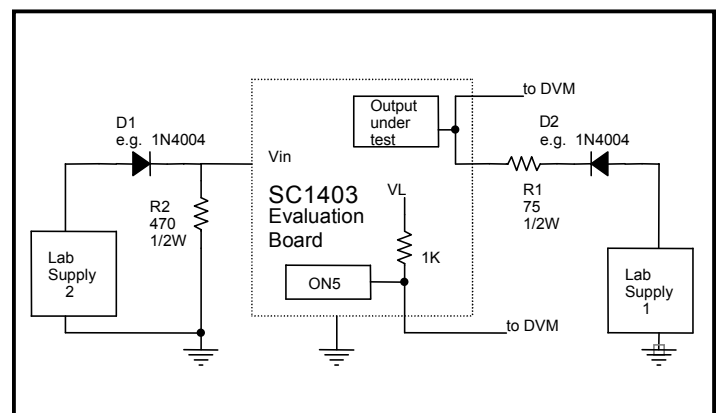 D1
e.g. 1N4004
Vin
R2
470
1/2W
Lab
Supply
2
SC1403
Evaluation
Board
Output
under
test
VL
1K
ON5
to DVM
D2
e.g. 1N4004
R1
75
1/2W
Lab
Supply
1
to DVM